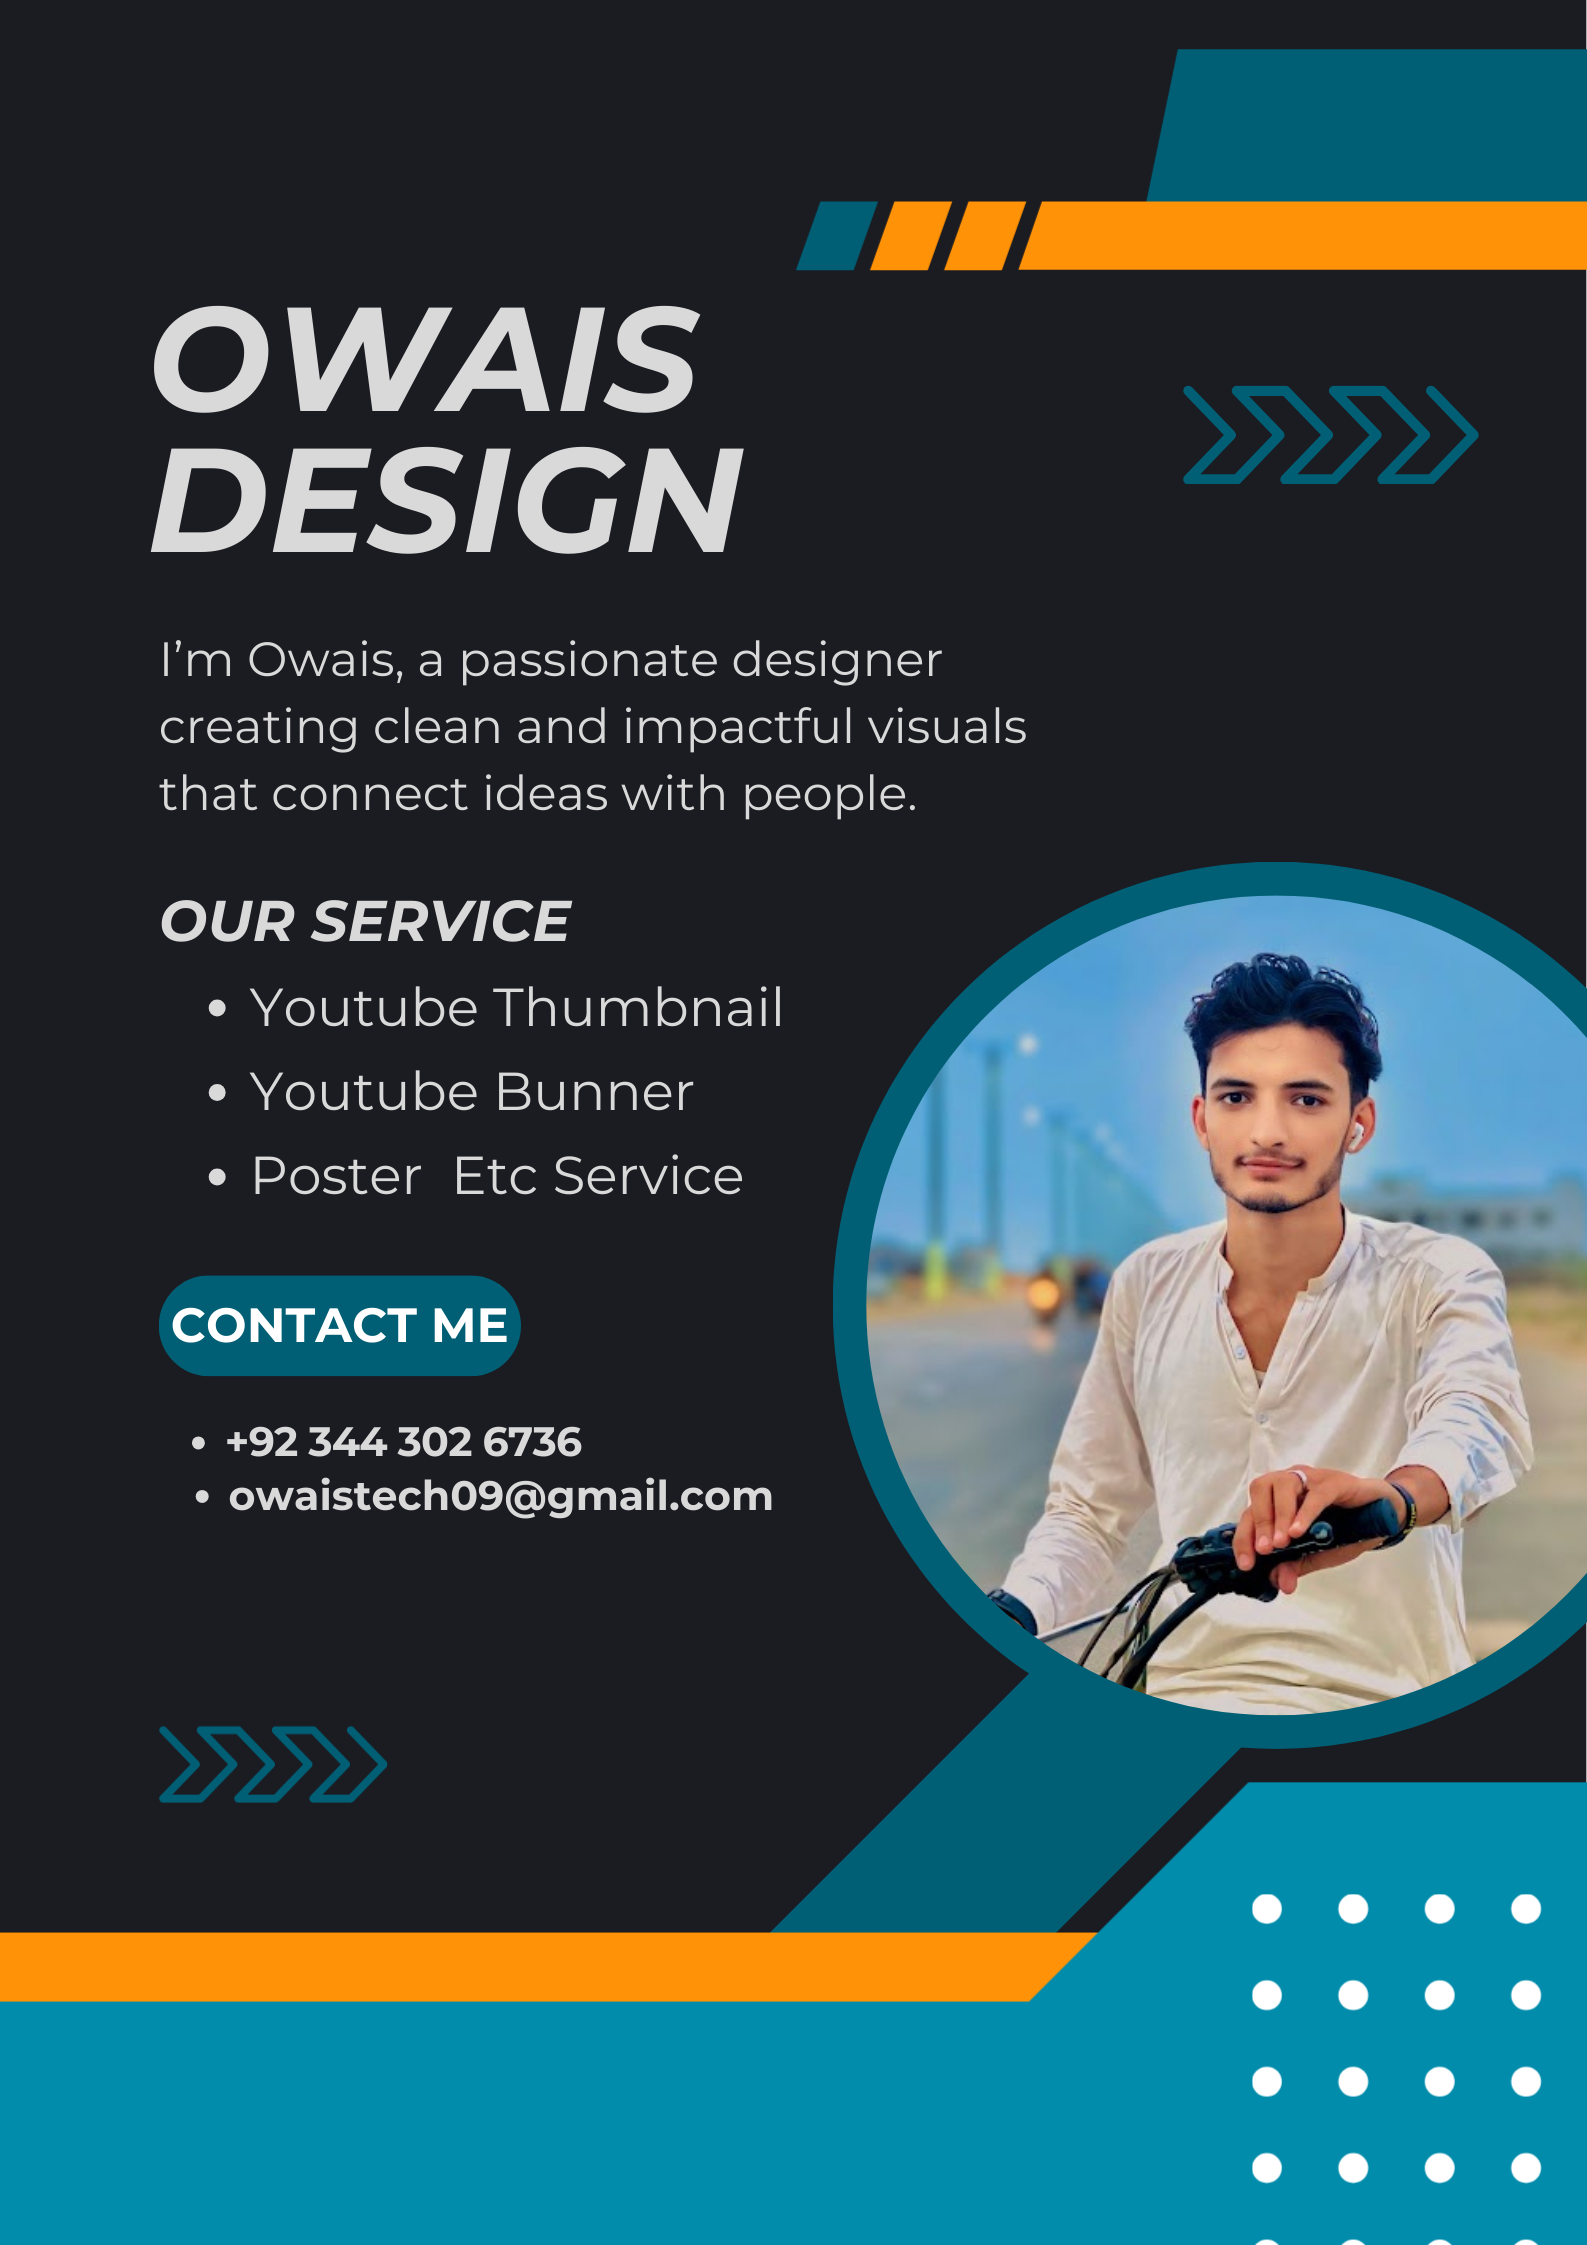 OWAIS
DESIGN
I’m Owais, a passionate designer
creating clean and impactful visuals
that connect ideas with people.
OUR SERVICE
• Youtube Thumbnail
• Youtube Bunner
• Poster  Etc Service
CONTACT ME
• +92 344 302 6736
• owaistech09@gmail.com